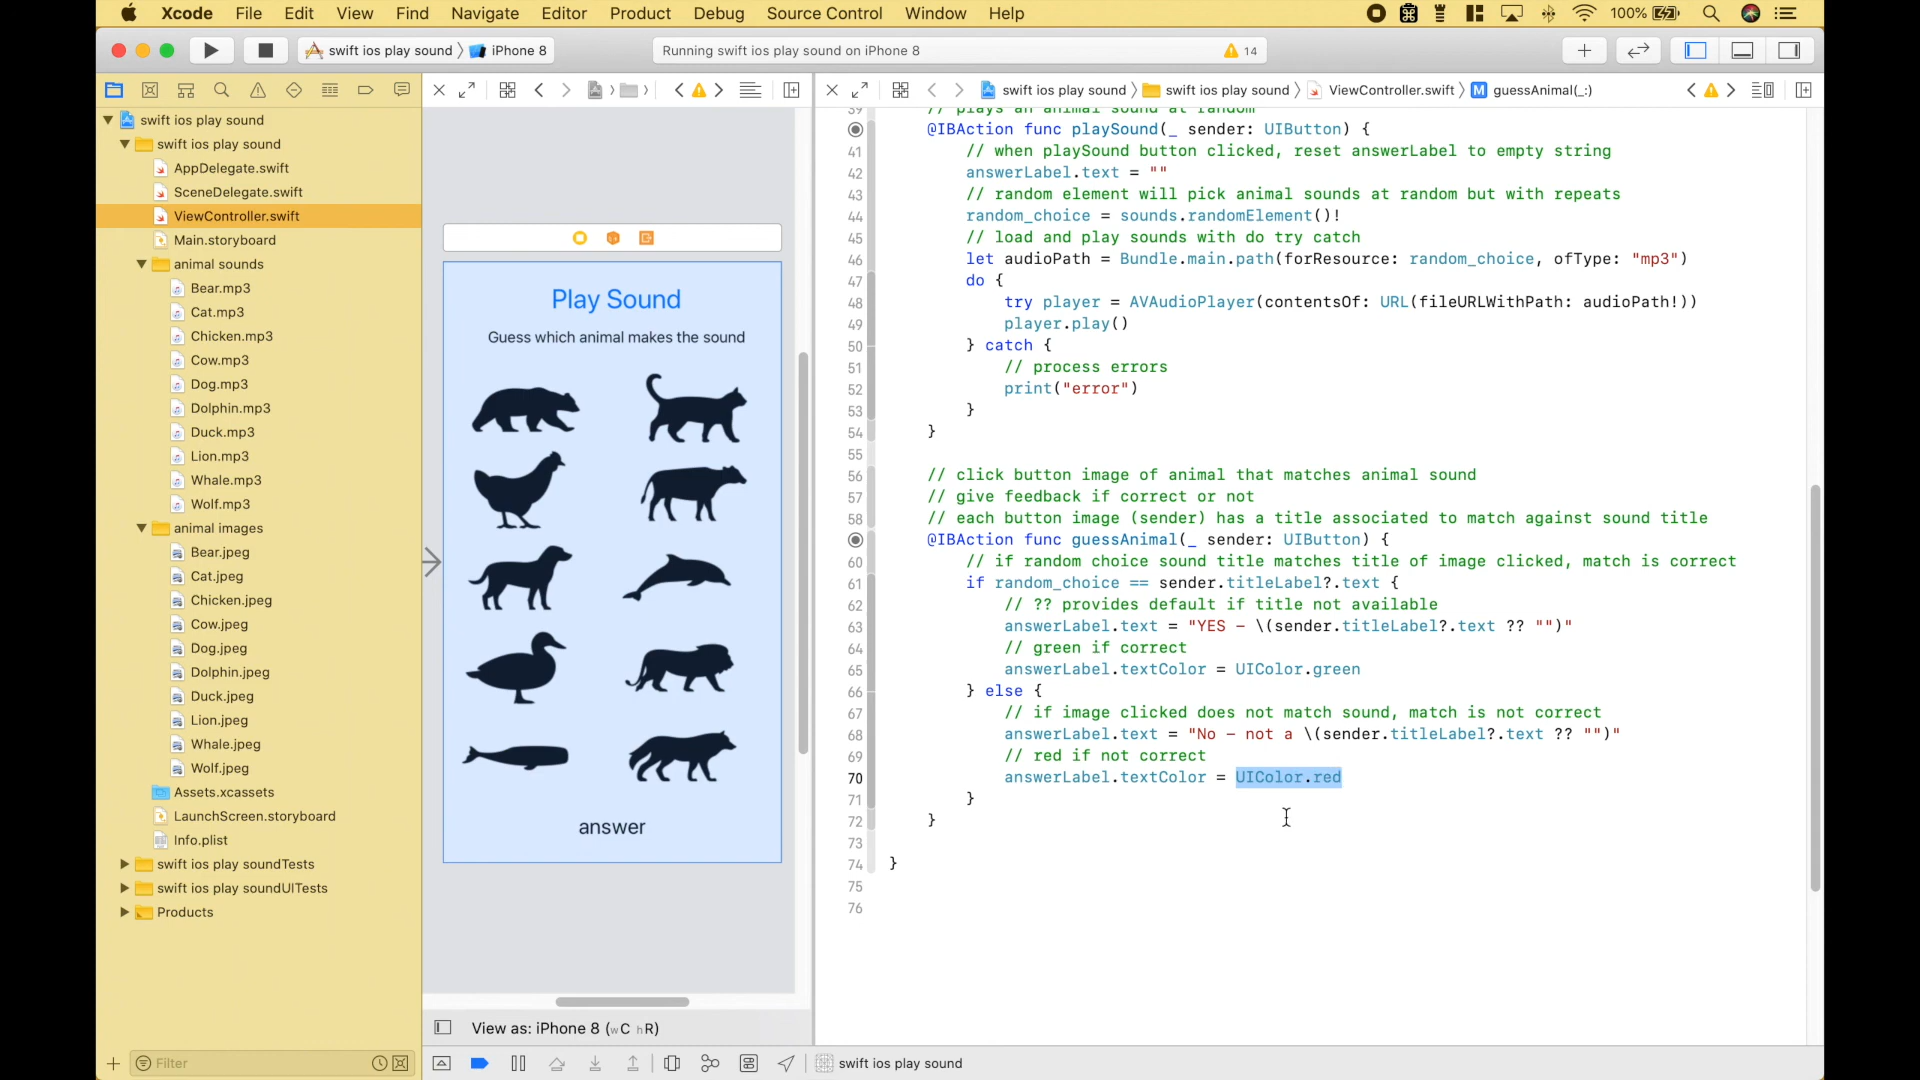 Xcode File Edit View Find Navigate Editor Product Debug Source Control Window Help 100%
swift ios play sound iPhone 8 Running swift ios play sound on iPhone 8 14
swift ios play sound swift ios play sound ViewController.swift M guessAnimal(_:)
swift ios play sound
swift ios play sound
AppDelegate.swift
SceneDelegate.swift
ViewController.swift
Main.storyboard
animal sounds
Bear.mp3
Cat.mp3
Chicken.mp3
Cow.mp3
Dog.mp3
Dolphin.mp3
Duck.mp3
Lion.mp3
Whale.mp3
Wolf.mp3
animal images
Bear.jpeg
Cat.jpeg
Chicken.jpeg
Cow.jpeg
Dog.jpeg
Dolphin.jpeg
Duck.jpeg
Lion.jpeg
Whale.jpeg
Wolf.jpeg
Assets.xcassets
LaunchScreen.storyboard
Info.plist
swift ios play soundTests
swift ios play soundUITests
Products
Filter
Play Sound
Guess which animal makes the sound
answer
View as: iPhone 8 (wC hR)
39 // plays an animal sound at random
@IBAction func playSound(_ sender: UIButton) {
41 // when playSound button clicked, reset answerLabel to empty string
42 answerLabel.text = ""
43 // random element will pick animal sounds at random but with repeats
44 random_choice = sounds.randomElement()!
45 // load and play sounds with do try catch
46 let audioPath = Bundle.main.path(forResource: random_choice, ofType: "mp3")
47 do {
48 try player = AVAudioPlayer(contentsOf: URL(fileURLWithPath: audioPath!))
49 player.play()
50 } catch {
51 // process errors
52 print("error")
53 }
54 }
55
56 // click button image of animal that matches animal sound
57 // give feedback if correct or not
58 // each button image (sender) has a title associated to match against sound title
@IBAction func guessAnimal(_ sender: UIButton) {
60 // if random choice sound title matches title of image clicked, match is correct
61 if random_choice == sender.titleLabel?.text {
62 // ?? provides default if title not available
63 answerLabel.text = "YES – \(sender.titleLabel?.text ?? "")"
64 // green if correct
65 answerLabel.textColor = UIColor.green
66 } else {
67 // if image clicked does not match sound, match is not correct
68 answerLabel.text = "No – not a \(sender.titleLabel?.text ?? "")"
69 // red if not correct
70 answerLabel.textColor = UIColor.red
71 }
72 }
73
74 }
75
76
swift ios play sound